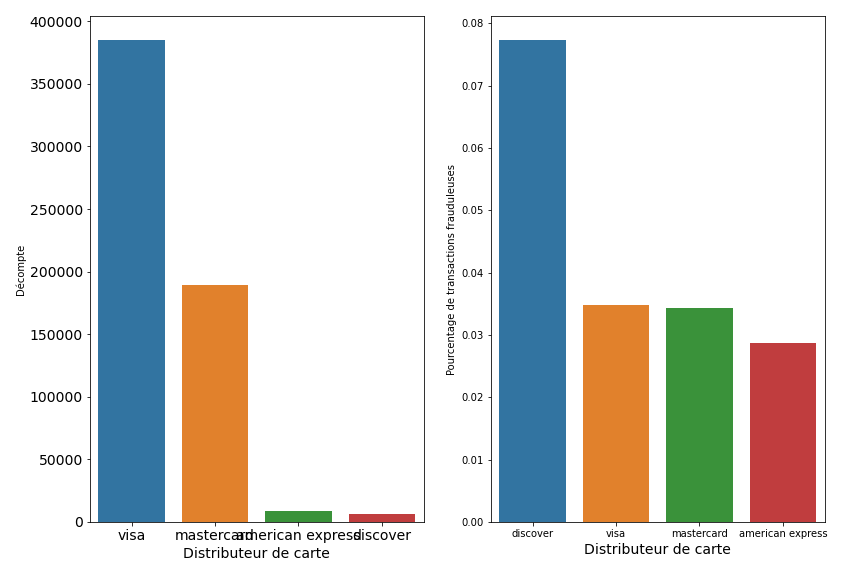 400000
350000
300000
250000
200000
150000
100000
50000
0
Décompte
visa
mastercard
american express
discover
Distributeur de carte
0.08
0.07
0.06
0.05
0.04
0.03
0.02
0.01
0.00
Pourcentage de transactions frauduleuses
discover
visa
mastercard
american express
Distributeur de carte